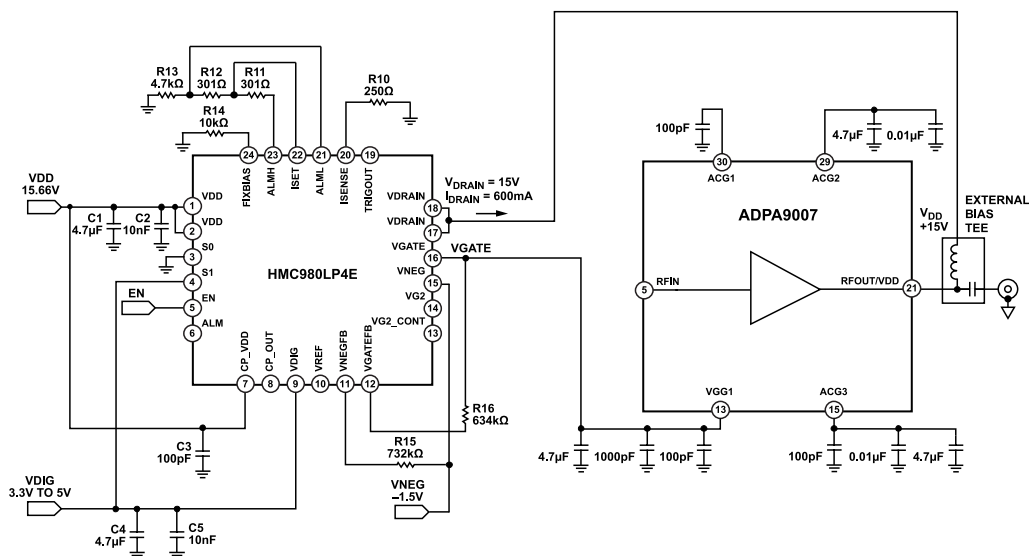 R13
4.7kΩ
R12
301Ω
R11
301Ω
R10
250Ω
R14
10kΩ
24
23
22
21
20
19
FIXBIAS
ALMH
ISET
ALML
ISENSE
TRIGOUT
VDD
15.66V
C1
4.7µF
C2
10nF
1
VDD
2
VDD
3
S0
4
S1
EN
5
EN
6
ALM
HMC980LP4E
VDRAIN
18
VDRAIN
17
VGATE
16
VNEG
15
VG2
14
VG2_CONT
13
VDRAIN = 15V
IDRAIN = 600mA
VGATE
CP_VDD
CP_OUT
VDIG
VREF
VNEGFB
VGATEFB
7
8
9
10
11
12
R16
634kΩ
R15
732kΩ
C3
100pF
VDIG
3.3V TO 5V
C4
4.7µF
C5
10nF
VNEG
–1.5V
100pF
4.7µF
0.01µF
30
ACG1
29
ACG2
ADPA9007
VDD
+15V
EXTERNAL
BIAS
TEE
5
RFIN
RFOUT/VDD
21
VGG1
13
ACG3
15
4.7µF
1000pF
100pF
100pF
0.01µF
4.7µF